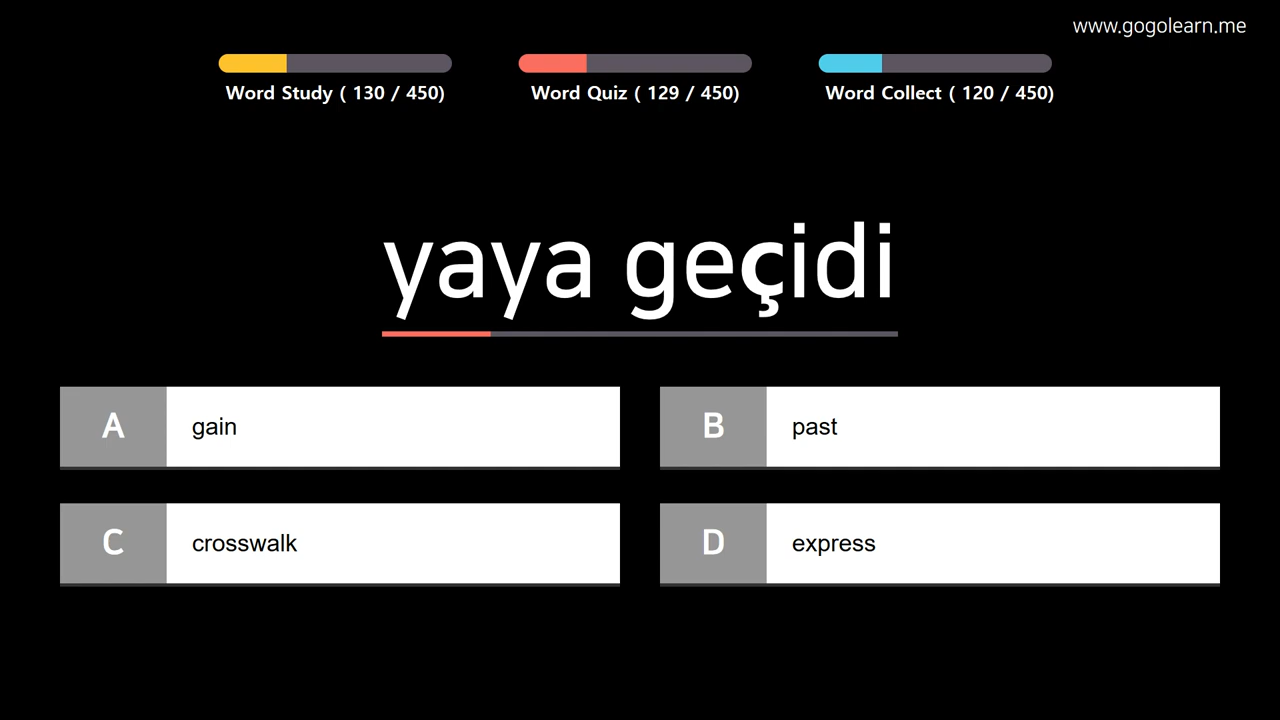 www.gogolearn.me
Word Study ( 130 / 450)
Word Quiz ( 129 / 450)
Word Collect ( 120 / 450)
yaya geçidi
A gain
B past
C crosswalk
D express